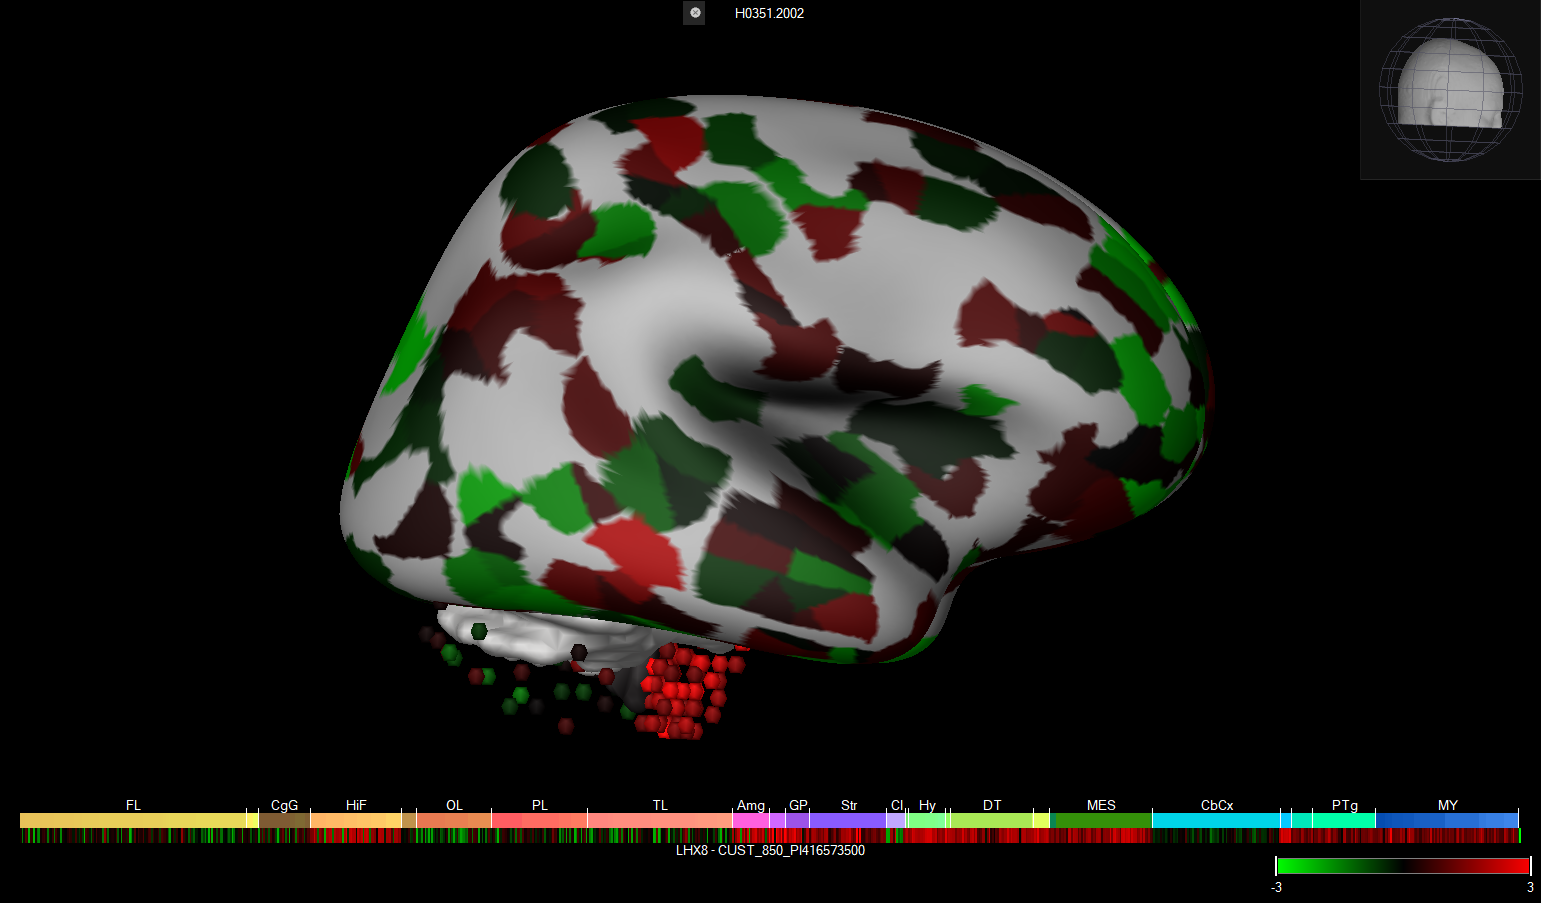 H0351.2002
FL CgG HiF OL PL TL Amg GP Str Cl Hy DT MES CbCx PTg MY
LHX8 - CUST_850_PI416573500
-3 3